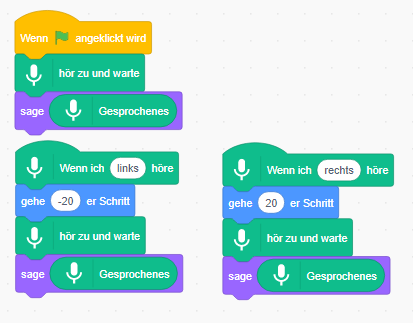 Wenn angeklickt wird
hör zu und warte
sage Gesprochenes
Wenn ich links höre
gehe -20 er Schritt
hör zu und warte
sage Gesprochenes
Wenn ich rechts höre
gehe 20 er Schritt
hör zu und warte
sage Gesprochenes